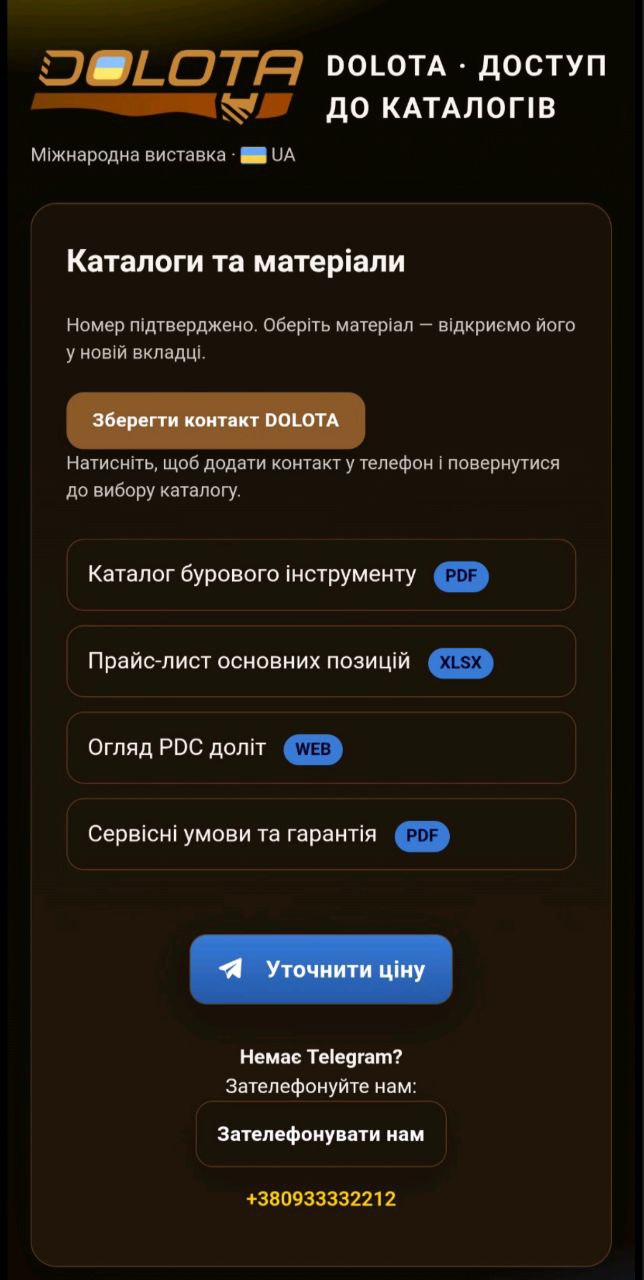 DOLOTA
DOLOTA · ДОСТУП
ДО КАТАЛОГІВ
Міжнародна виставка · 🇺🇦 UA
Каталоги та матеріали
Номер підтверджено. Оберіть матеріал — відкриємо його
у новій вкладці.
Зберегти контакт DOLOTA
Натисніть, щоб додати контакт у телефон і повернутися
до вибору каталогу.
Каталог бурового інструменту PDF
Прайс-лист основних позицій XLSX
Огляд PDC доліт WEB
Сервісні умови та гарантія PDF
Уточнити ціну
Немає Telegram?
Зателефонуйте нам:
Зателефонувати нам
+380933332212